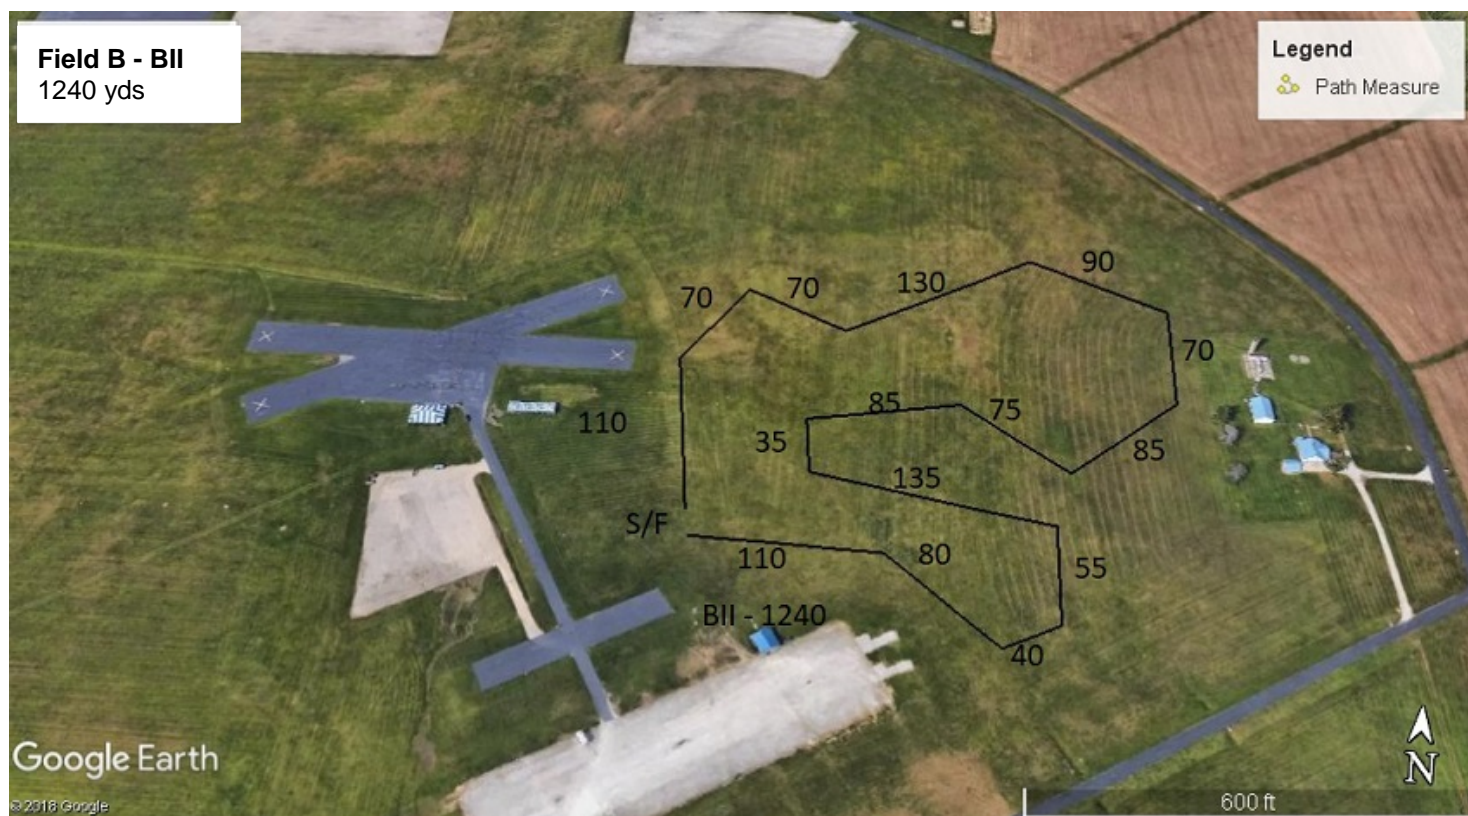 Field B - BII
1240 yds
Legend
Path Measure
90
130
70
70
70
85
75
110
35
85
135
S/F
110
80
55
BII - 1240
40
Google Earth
N
600 ft
© 2018 Google